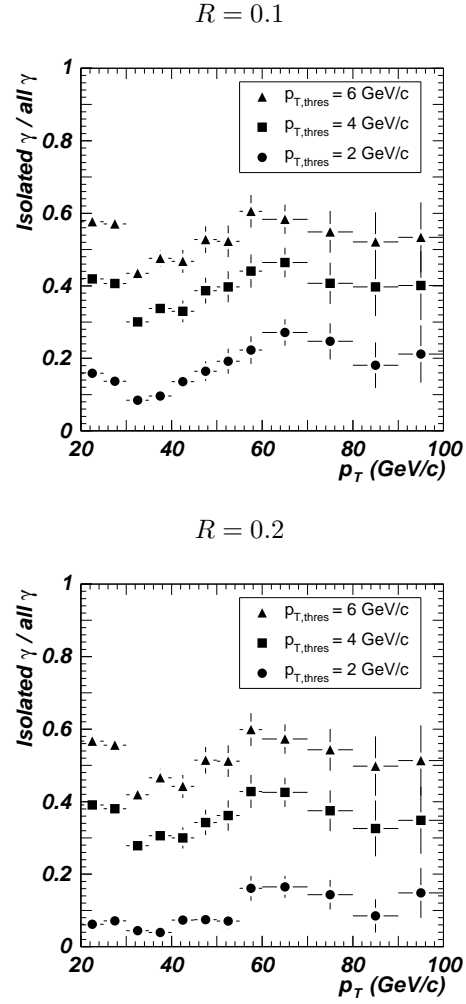 R = 0.1
Isolated γ / all γ
1
0.8
0.6
0.4
0.2
0
p_T,thres = 6 GeV/c
p_T,thres = 4 GeV/c
p_T,thres = 2 GeV/c
20 40 60 80 100
p_T (GeV/c)
R = 0.2
Isolated γ / all γ
1
0.8
0.6
0.4
0.2
0
p_T,thres = 6 GeV/c
p_T,thres = 4 GeV/c
p_T,thres = 2 GeV/c
20 40 60 80 100
p_T (GeV/c)